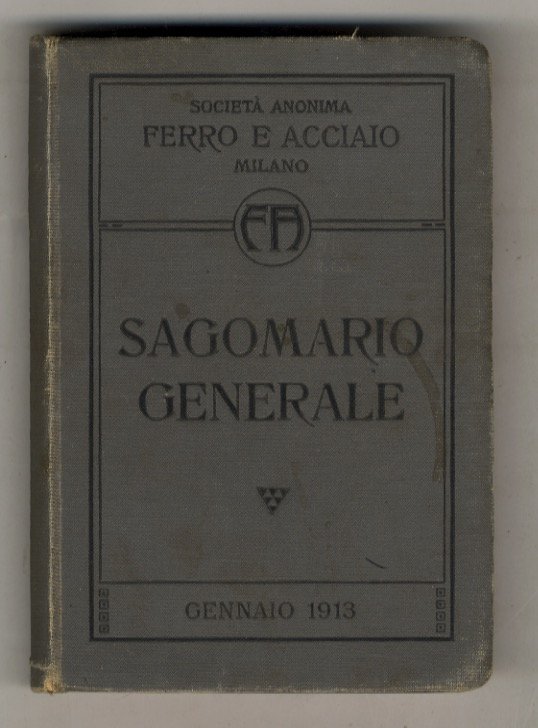 SOCIETÀ ANONIMA
FERRO E ACCIAIO
MILANO
FA
SAGOMARIO
GENERALE
GENNAIO 1913